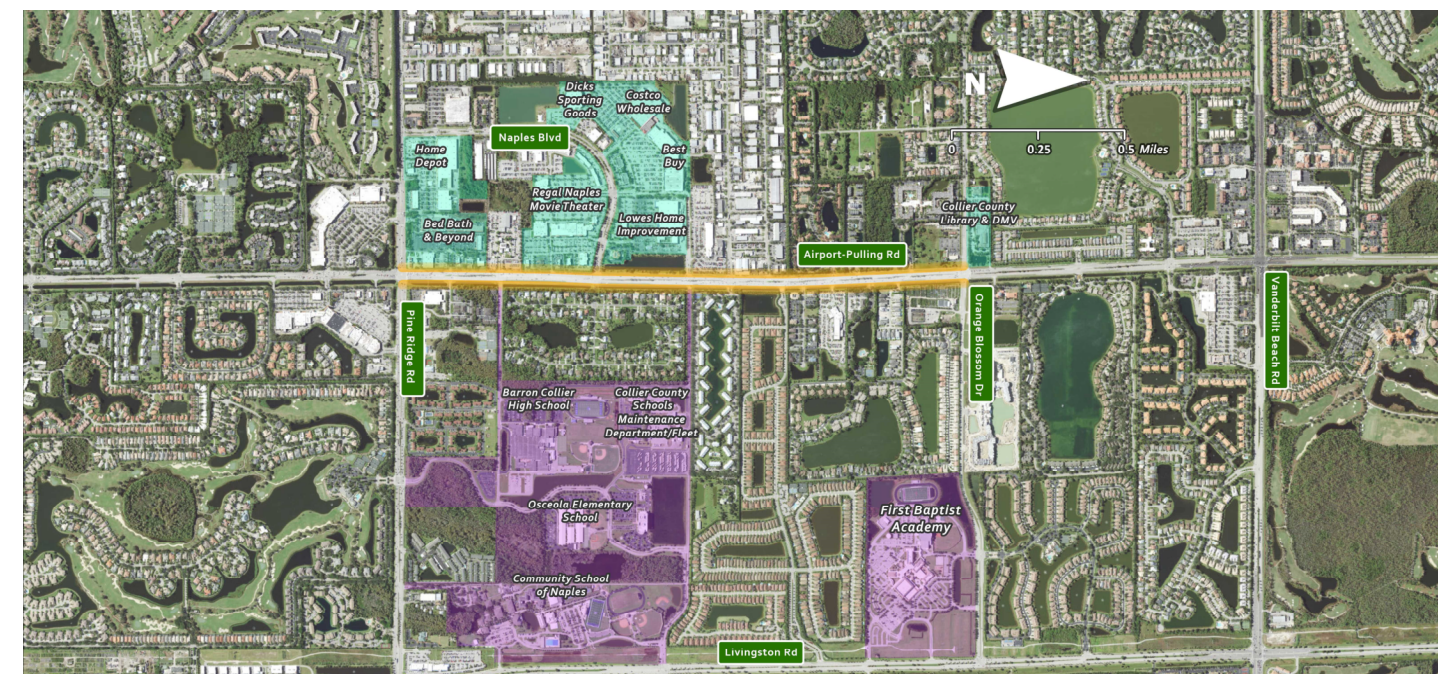 N
0
0.25
0.5 Miles
Dicks
Sporting
Goods
Costco
Wholesale
Naples Blvd
Home
Depot
Best
Buy
Regal Naples
Movie Theater
Bed Bath
& Beyond
Lowes Home
Improvement
Collier County
Library & DMV
Airport-Pulling Rd
Pine Ridge Rd
Orange Blossom Dr
Vanderbilt Beach Rd
Barron Collier
High School
Collier County
Schools
Maintenance
Department/Fleet
Osceola Elementary
School
First Baptist
Academy
Community School
of Naples
Livingston Rd